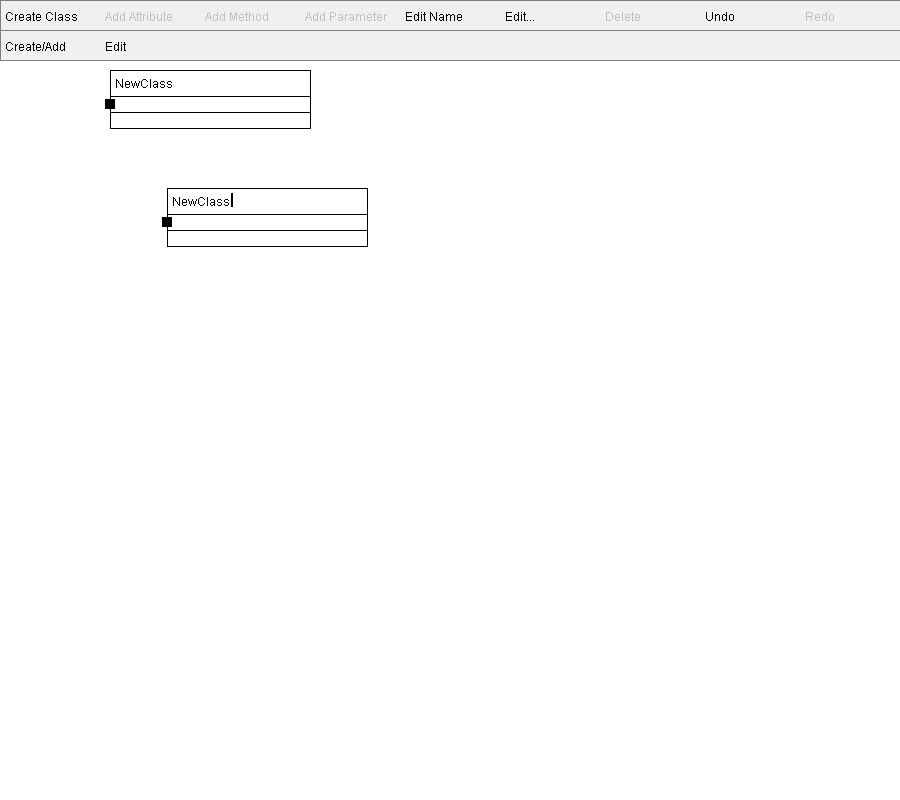 Create Class Add Attribute Add Method Add Parameter Edit Name Edit... Delete Undo Redo
Create/Add Edit
NewClass
NewClass